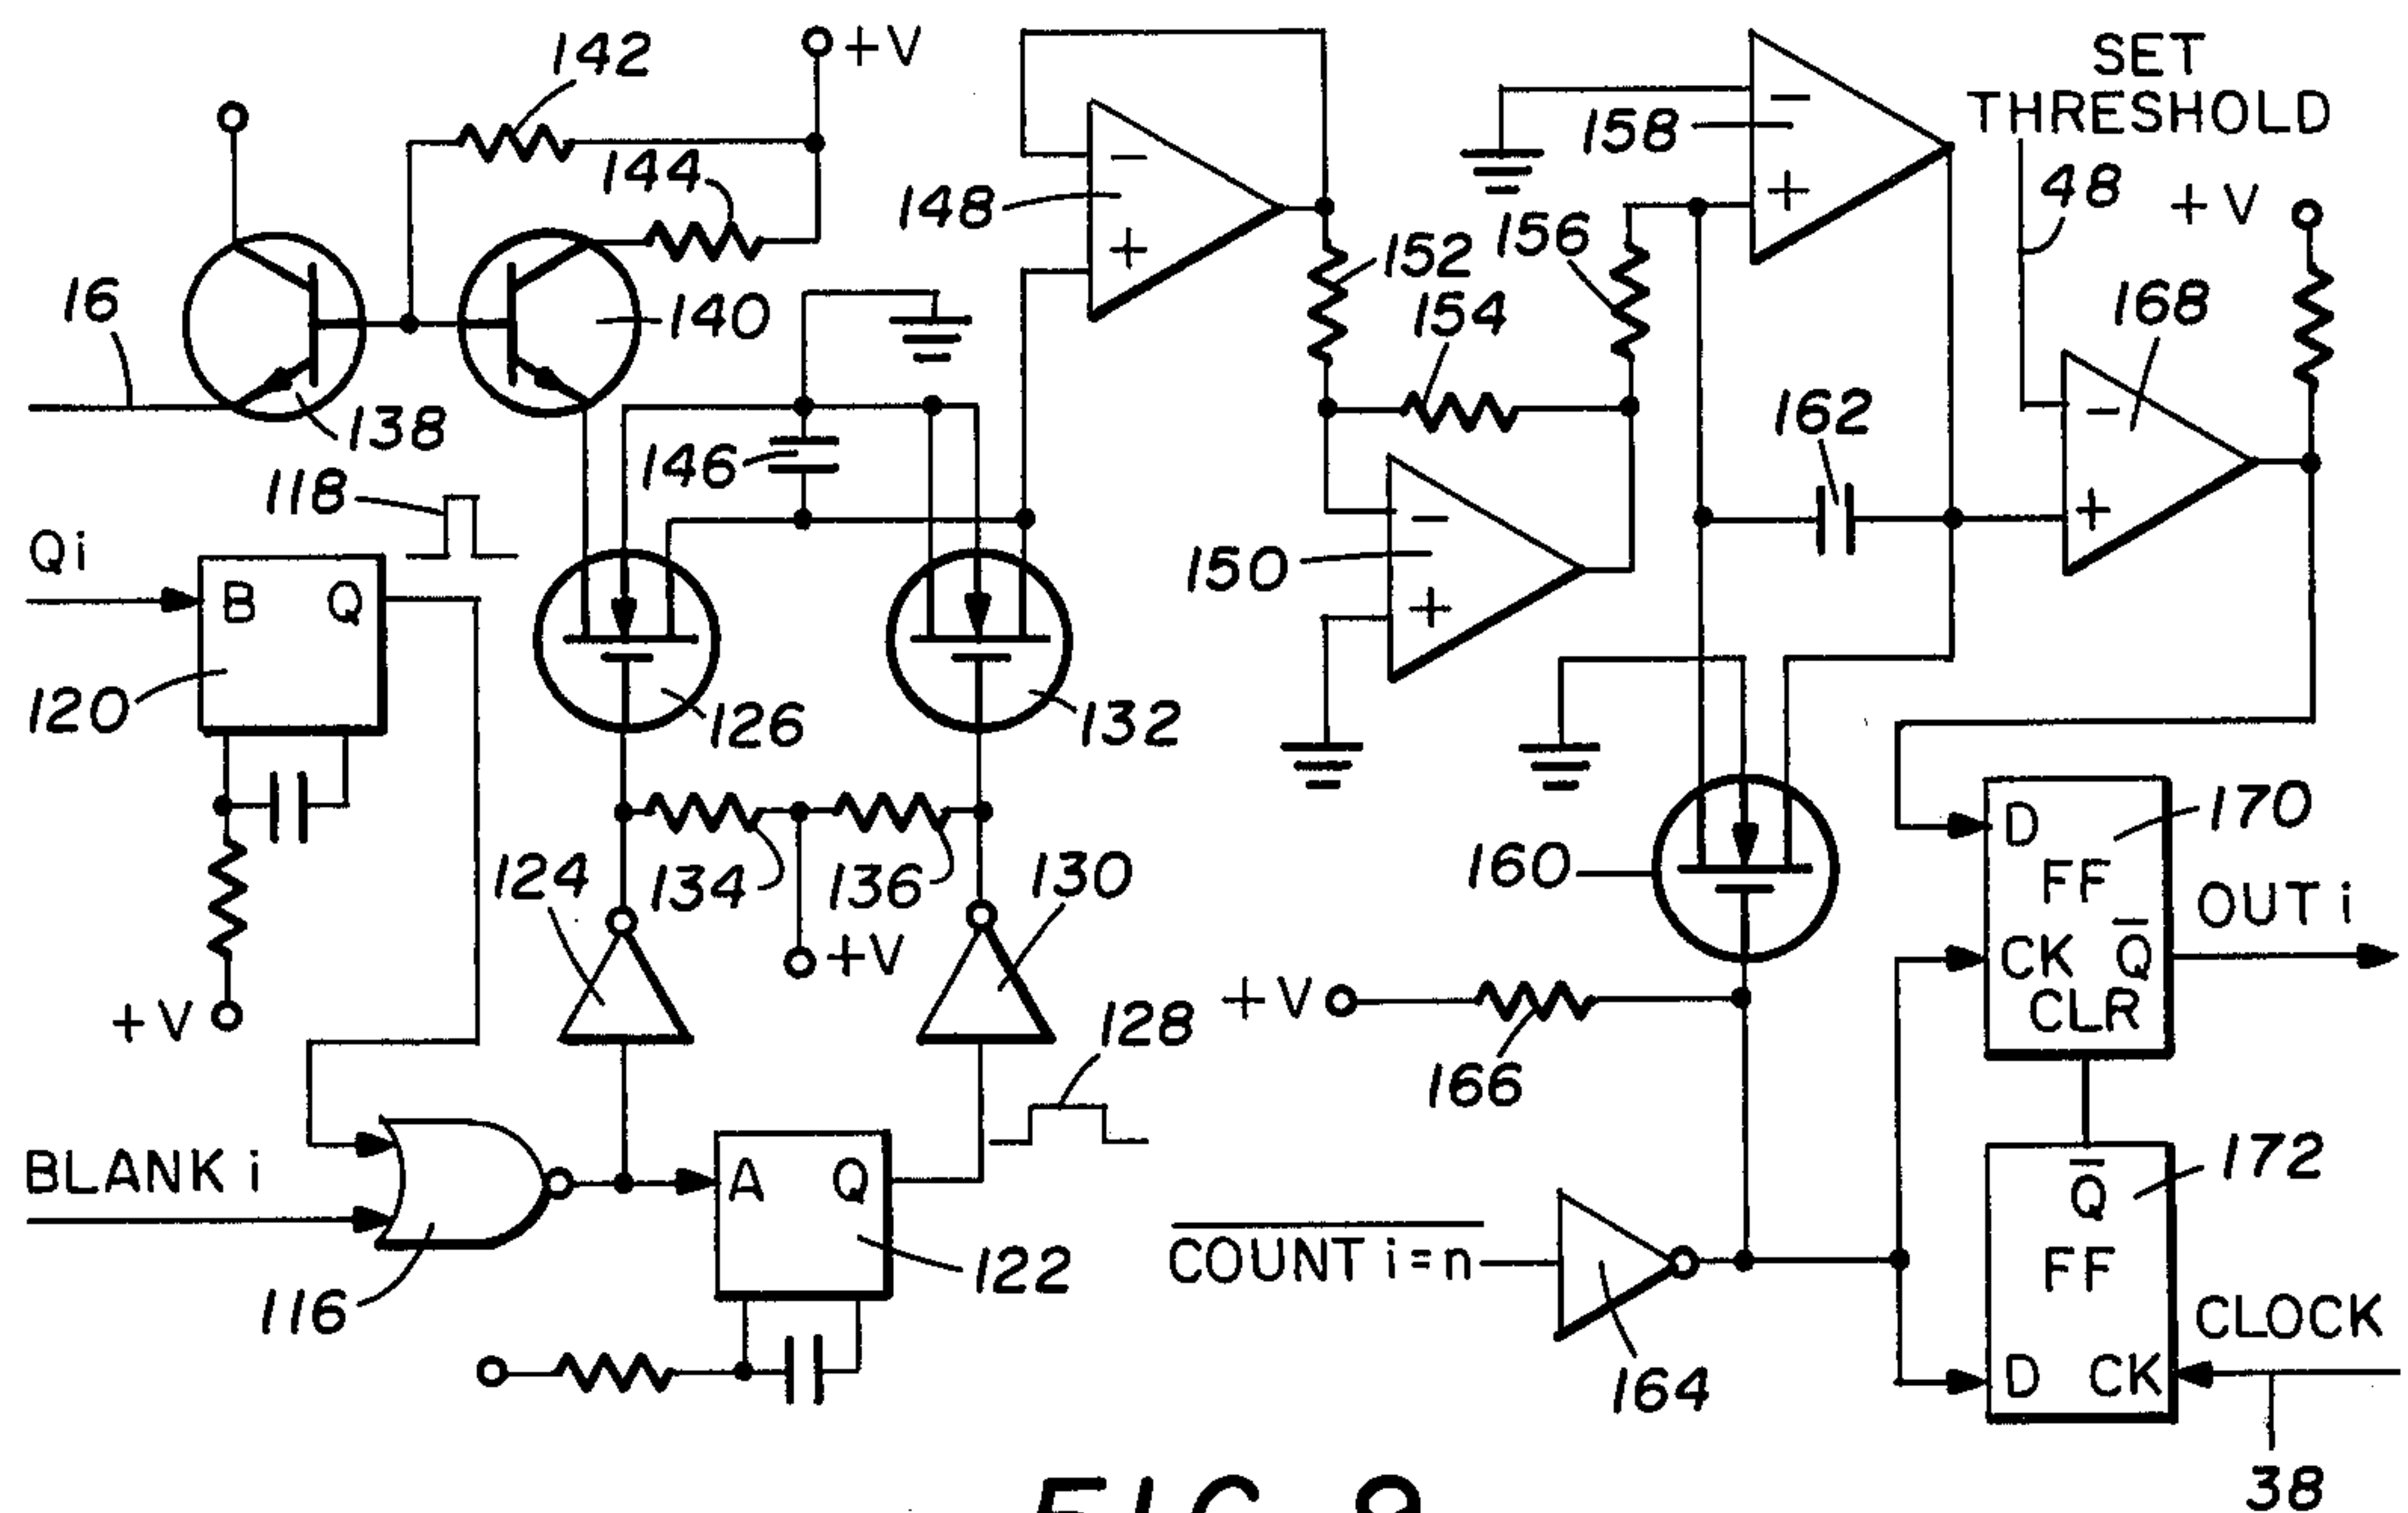 142
+V
SET
THRESHOLD
144
148
−
+
158
−
+
48
+V
16
140
152
156
154
168
138
146
162
−
+
118
Qi
B Q
150
−
+
120
126
132
D
170
FF
124
134
136
130
160
OUT i
CK Q̅
CLR
+V
+V
+V
128
166
BLANK i
A Q
172
Q̅
116
122
C̅O̅U̅N̅T̅ i̅=̅n̅
FF
CLOCK
164
D CK
38